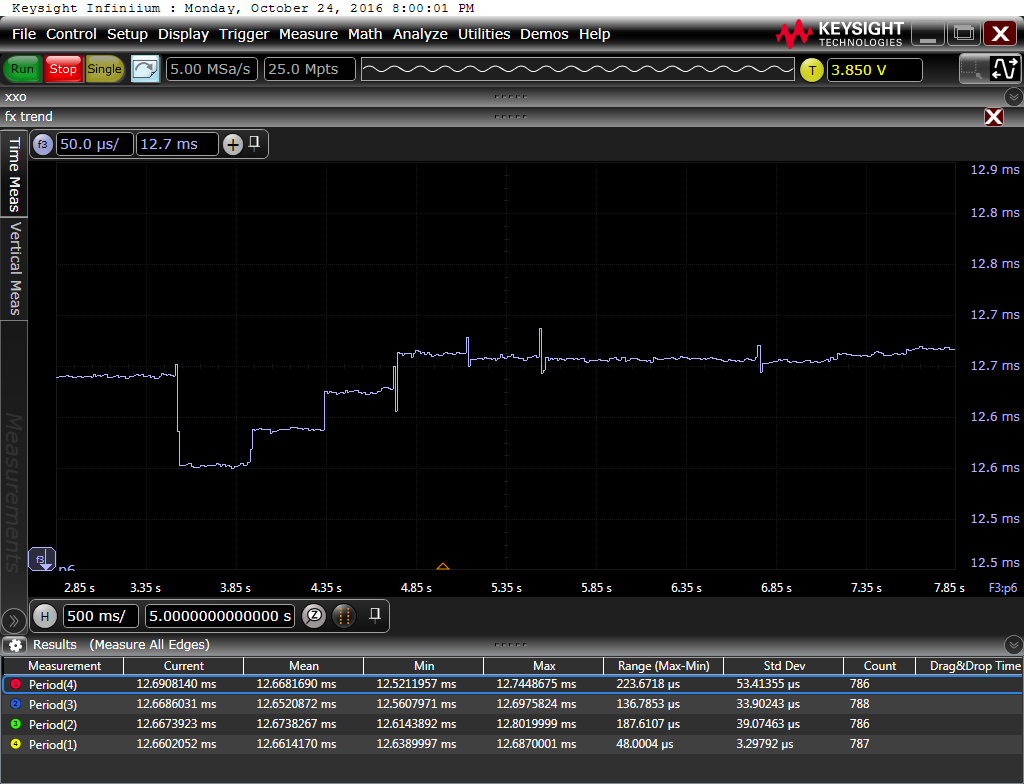 Keysight Infiniium : Monday, October 24, 2016 8:00:01 PM
File Control Setup Display Trigger Measure Math Analyze Utilities Demos Help
KEYSIGHT
TECHNOLOGIES
Run Stop Single 5.00 MSa/s 25.0 Mpts T 3.850 V
xxo
fx trend
Time Meas
Vertical Meas
Measurements
f3 50.0 µs/ 12.7 ms
12.9 ms
12.8 ms
12.8 ms
12.7 ms
12.7 ms
12.6 ms
12.6 ms
12.5 ms
12.5 ms
f3 p6
2.85 s 3.35 s 3.85 s 4.35 s 4.85 s 5.35 s 5.85 s 6.35 s 6.85 s 7.35 s 7.85 s F3:p6
H 500 ms/ 5.0000000000000 s Z
Results (Measure All Edges)
Measurement Current Mean Min Max Range (Max-Min) Std Dev Count Drag&Drop Time
1 Period(4) 12.6908140 ms 12.6681690 ms 12.5211957 ms 12.7448675 ms 223.6718 µs 53.41355 µs 786
2 Period(3) 12.6686031 ms 12.6520872 ms 12.5607971 ms 12.6975824 ms 136.7853 µs 33.90243 µs 788
3 Period(2) 12.6673923 ms 12.6738267 ms 12.6143892 ms 12.8019999 ms 187.6107 µs 39.07463 µs 786
4 Period(1) 12.6602052 ms 12.6614170 ms 12.6389997 ms 12.6870001 ms 48.0004 µs 3.29792 µs 787